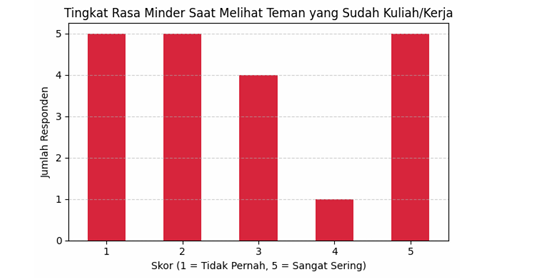 Tingkat Rasa Minder Saat Melihat Teman yang Sudah Kuliah/Kerja
5
4
3
2
1
0
Jumlah Responden
1 2 3 4 5
Skor (1 = Tidak Pernah, 5 = Sangat Sering)